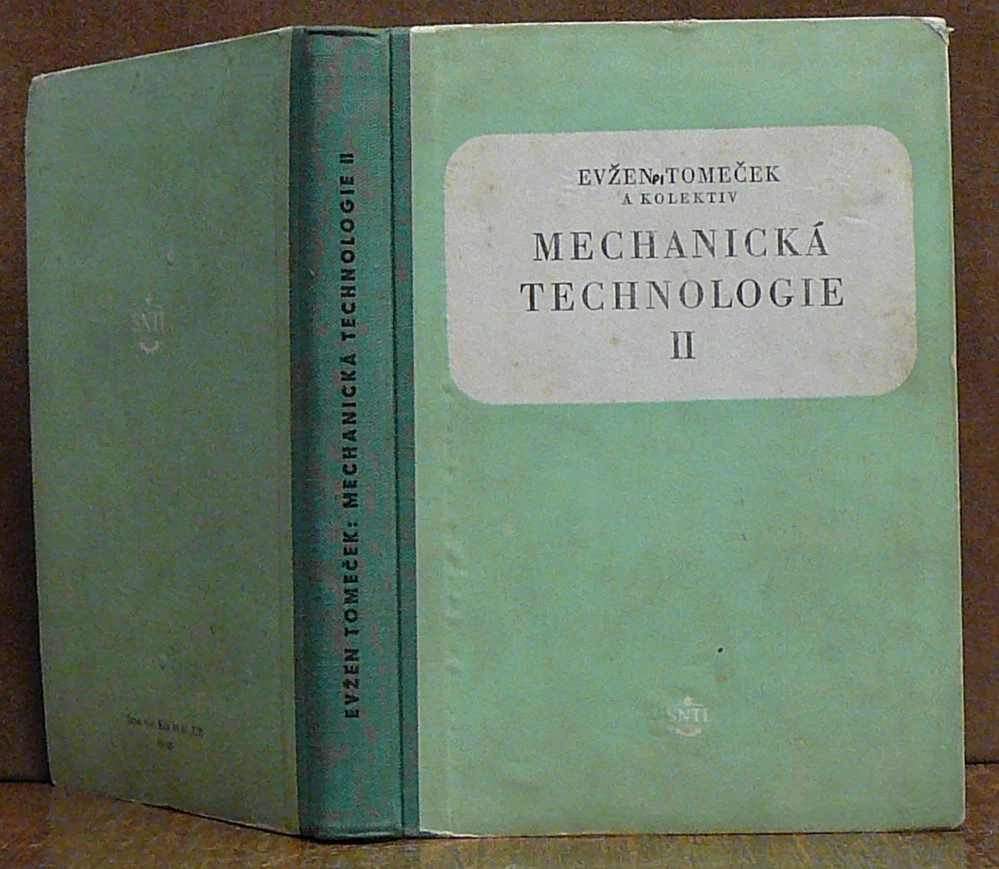 SNTL
EVŽEN TOMEČEK: MECHANICKÁ TECHNOLOGIE II
EVŽEN TOMEČEK
A KOLEKTIV
MECHANICKÁ
TECHNOLOGIE
II
SNTL